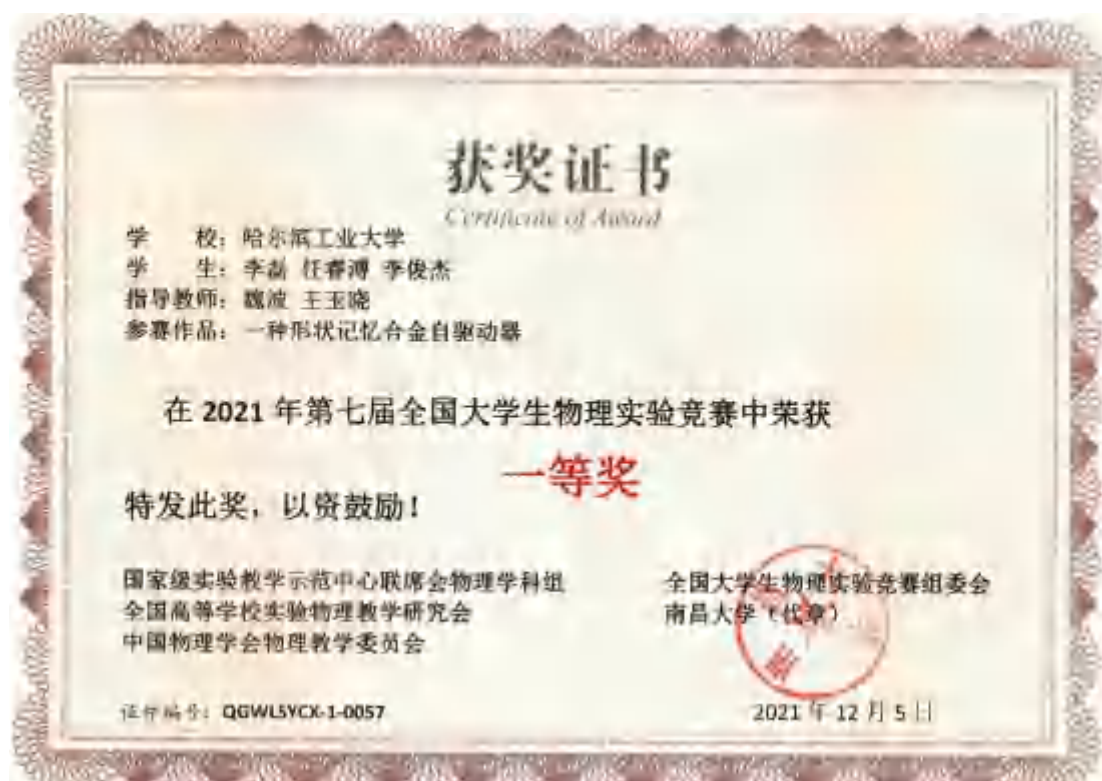 获奖证书
Certificate of Award
学 校：哈尔滨工业大学
学 生：李磊 任春溥 李俊杰
指导教师：魏波 王玉晓
参赛作品：一种形状记忆合金自驱动器
在 2021 年第七届全国大学生物理实验竞赛中荣获
一等奖
特发此奖，以资鼓励！
国家级实验教学示范中心联席会物理学科组
全国高等学校实验物理教学研究会
中国物理学会物理教学委员会
全国大学生物理实验竞赛组委会
南昌大学（代章）
证书编号：QGWLSYCX-1-0057
2021 年 12 月 5 日